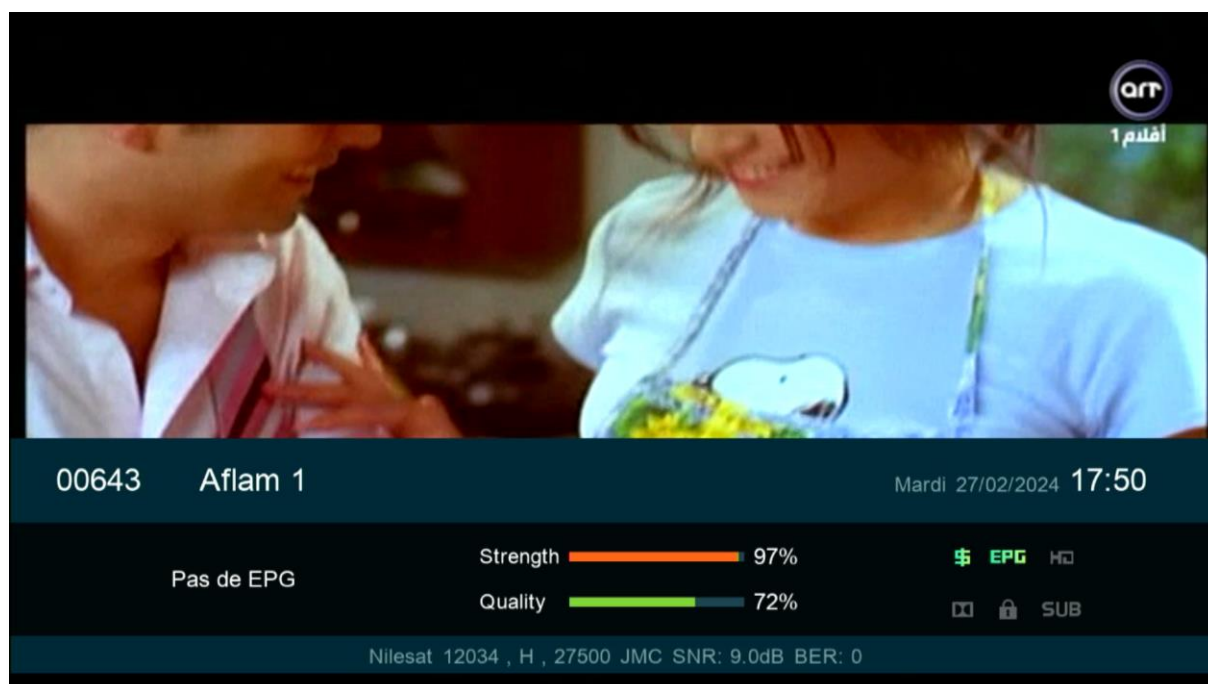 art
أفلام 1
00643 Aflam 1 Mardi 27/02/2024 17:50
Strength 97% $ EPG HD
Pas de EPG
Quality 72% SUB
Nilesat 12034 , H , 27500 JMC SNR: 9.0dB BER: 0